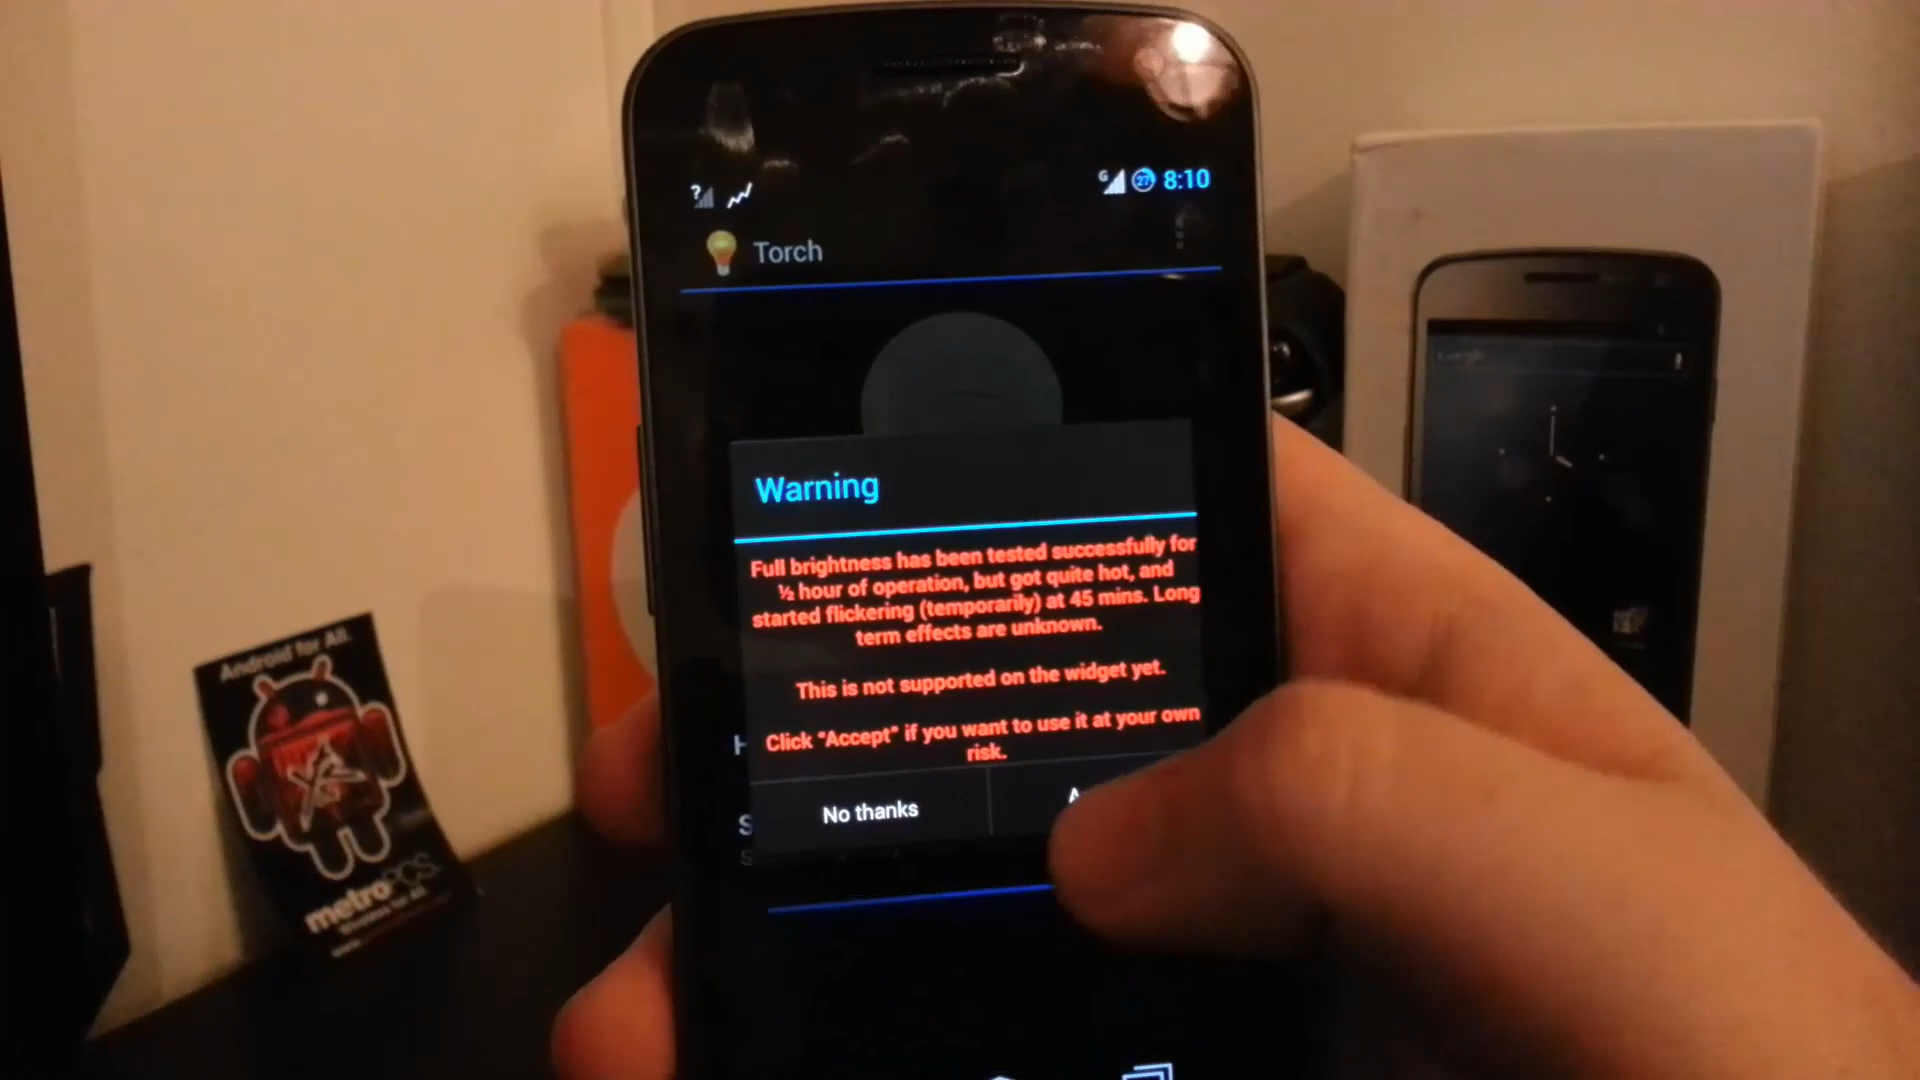 ? G 27 8:10
Torch
Google
Warning
Full brightness has been tested successfully for
½ hour of operation, but got quite hot, and
started flickering (temporarily) at 45 mins. Long
term effects are unknown.
This is not supported on the widget yet.
Click "Accept" if you want to use it at your own
risk.
No thanks
Android for All.
metroPCS.